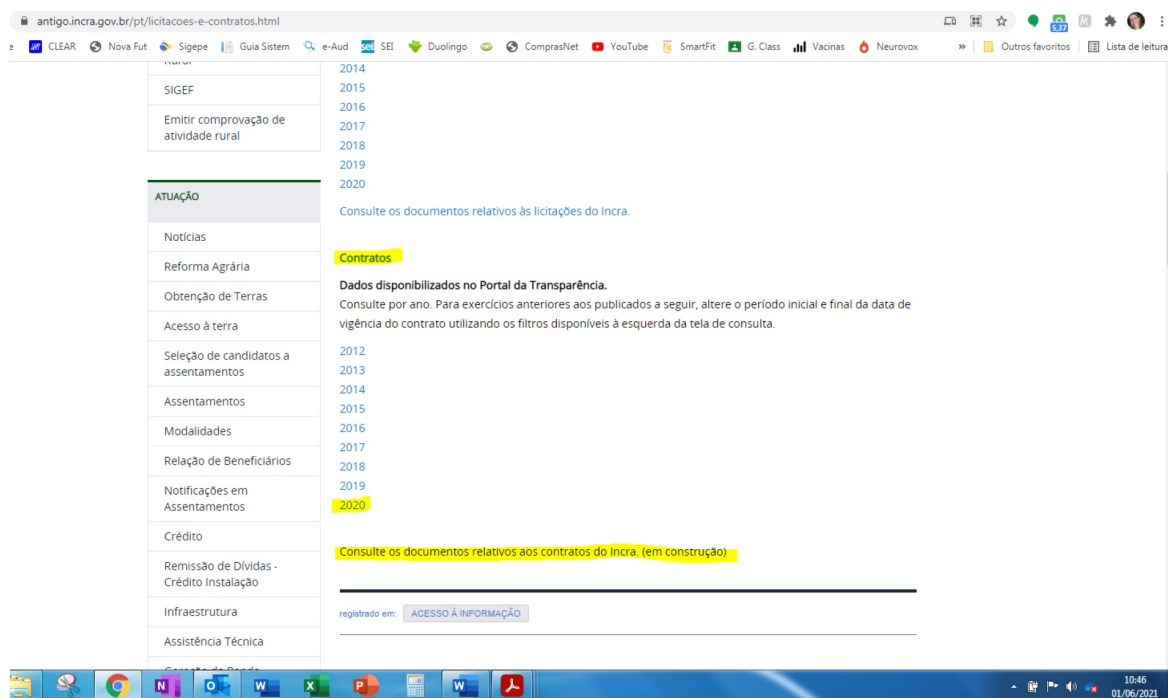 antigo.incra.gov.br/pt/licitacoes-e-contratos.html
5,37
CLEAR Nova Fut Sigepe Guia Sistem e-Aud sei! SEI Duolingo ComprasNet YouTube SmartFit G. Class Vacinas Neurovox » Outros favoritos Lista de leitura
2014
SIGEF
2015
2016
Emitir comprovação de
atividade rural
2017
2018
2019
2020
ATUAÇÃO
Consulte os documentos relativos às licitações do Incra.
Notícias
Contratos
Reforma Agrária
Dados disponibilizados no Portal da Transparência.
Obtenção de Terras
Consulte por ano. Para exercícios anteriores aos publicados a seguir, altere o período inicial e final da data de
vigência do contrato utilizando os filtros disponíveis à esquerda da tela de consulta.
Acesso à terra
2012
Seleção de candidatos a
assentamentos
2013
2014
Assentamentos
2015
2016
Modalidades
2017
Relação de Beneficiários
2018
2019
Notificações em
Assentamentos
2020
Crédito
Consulte os documentos relativos aos contratos do Incra. (em construção)
Remissão de Dívidas -
Crédito Instalação
Infraestrutura
registrado em: ACESSO À INFORMAÇÃO
Assistência Técnica
10:46
01/06/2021